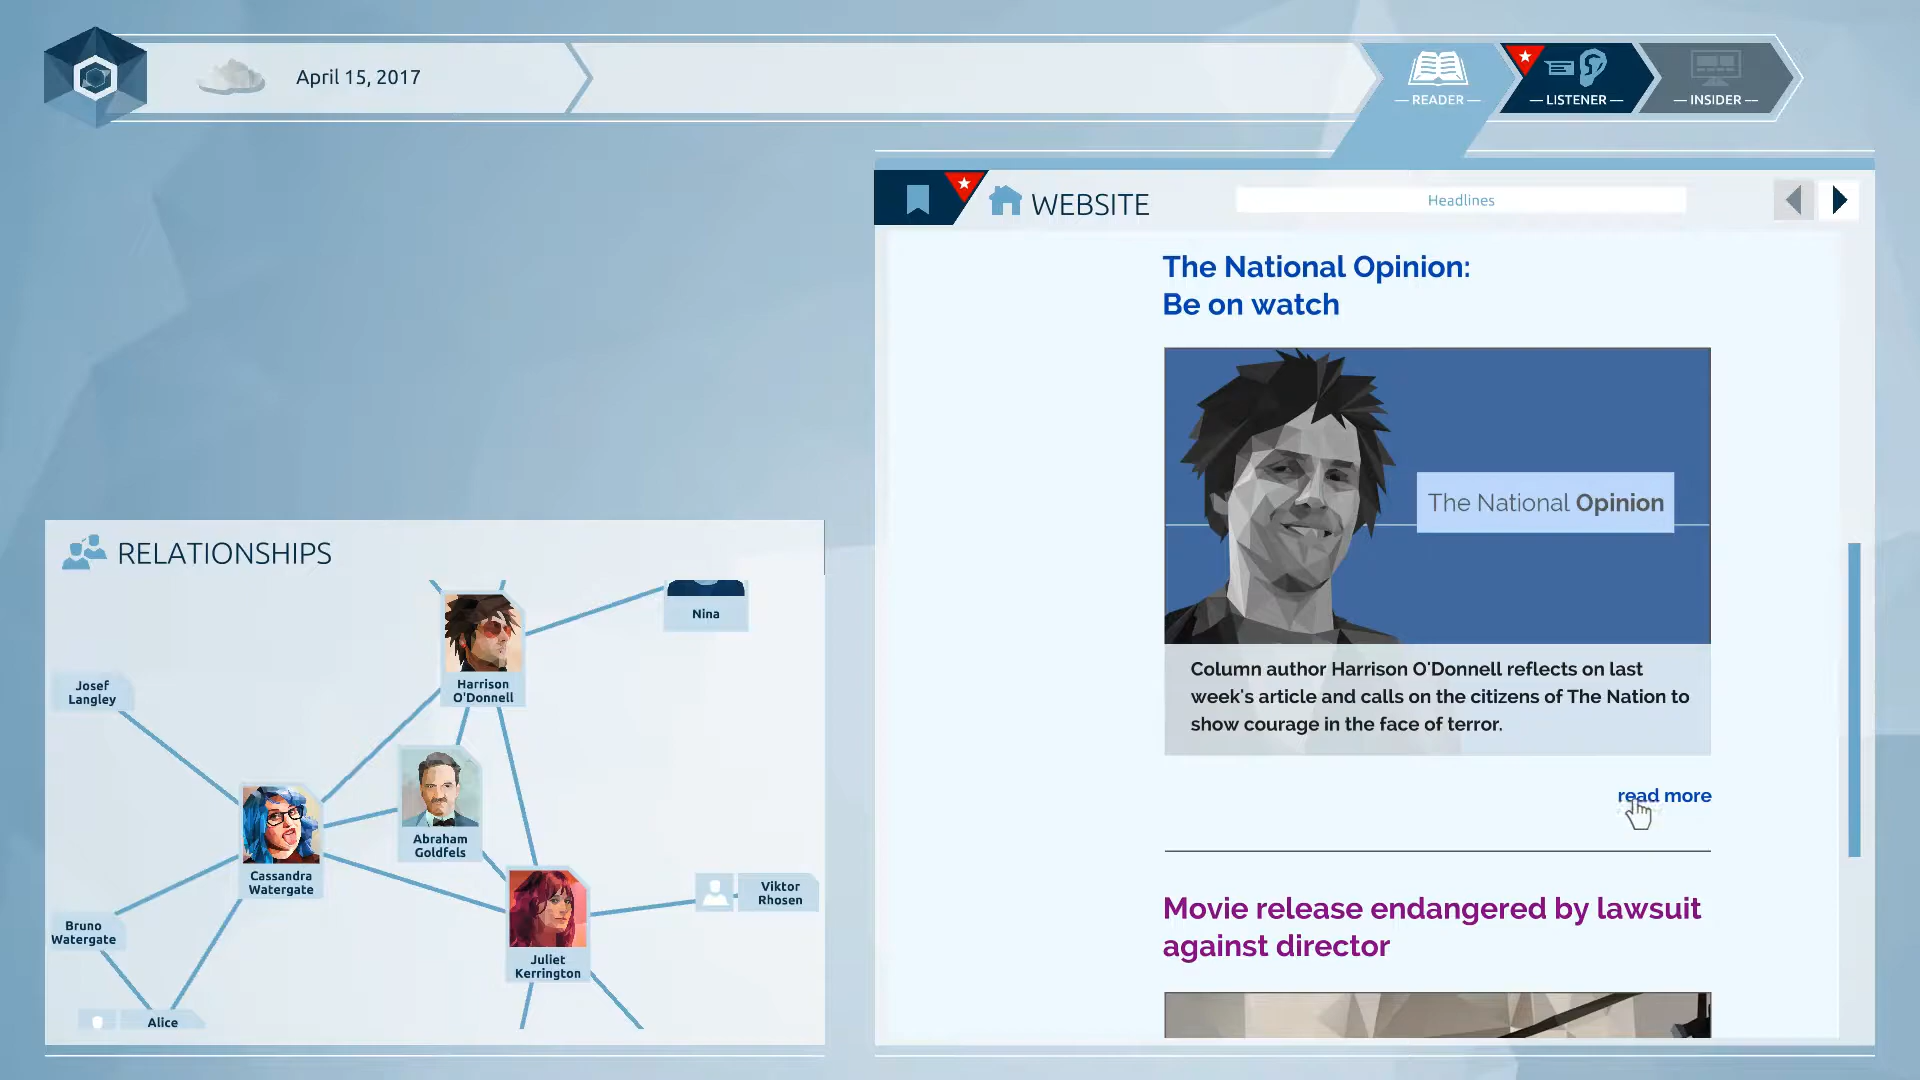 April 15, 2017
READER
LISTENER
INSIDER
WEBSITE
Headlines
The National Opinion:
Be on watch
The National Opinion
Column author Harrison O'Donnell reflects on last
week's article and calls on the citizens of The Nation to
show courage in the face of terror.
read more
Movie release endangered by lawsuit
against director
RELATIONSHIPS
Nina
Harrison
O'Donnell
Josef
Langley
Abraham
Goldfels
Cassandra
Watergate
Viktor
Rhosen
Bruno
Watergate
Juliet
Kerrington
Alice